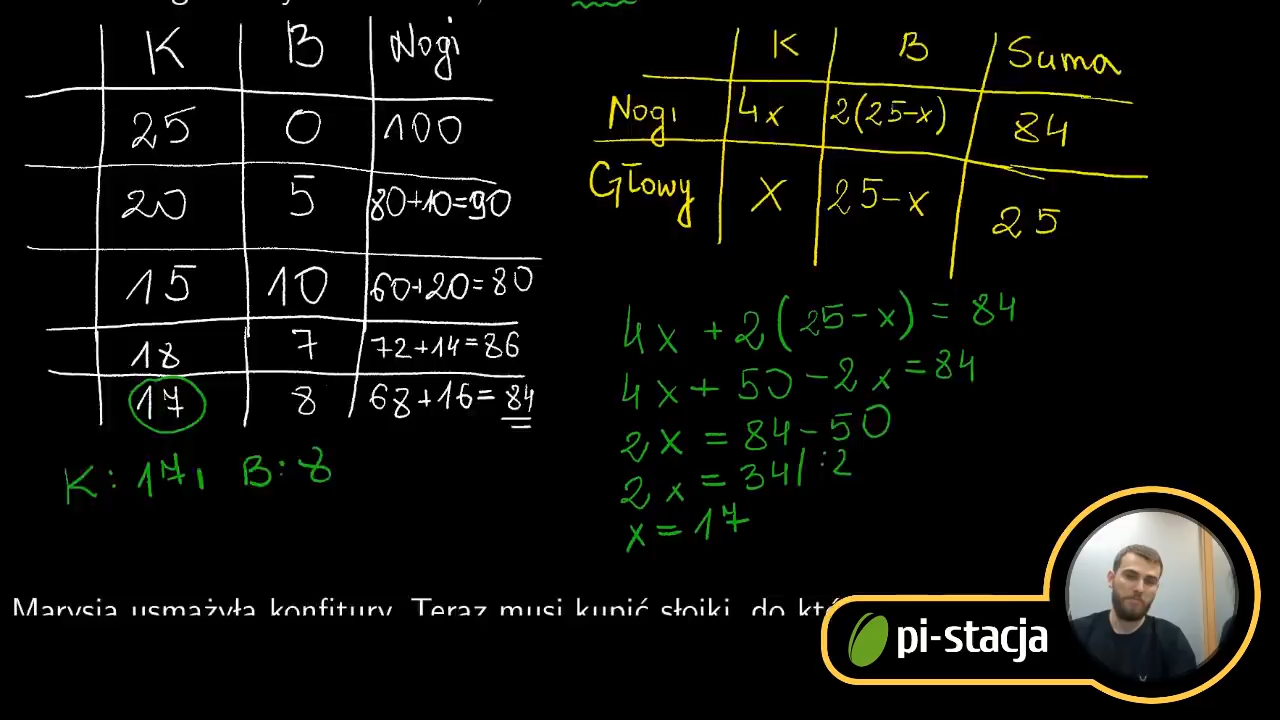 K B Nogi
25 0 100
20 5 80+10=90
15 10 60+20=80
18 7 72+14=86
17 8 68+16=84
K: 17, B: 8
K B Suma
Nogi 4x 2(25-x) 84
Głowy x 25-x 25
4x + 2(25-x) = 84
4x + 50 - 2x = 84
2x = 84 - 50
2x = 34 /:2
x = 17
Marysia usmażyła konfitury. Teraz musi kupić słoiki, do
pi-stacja